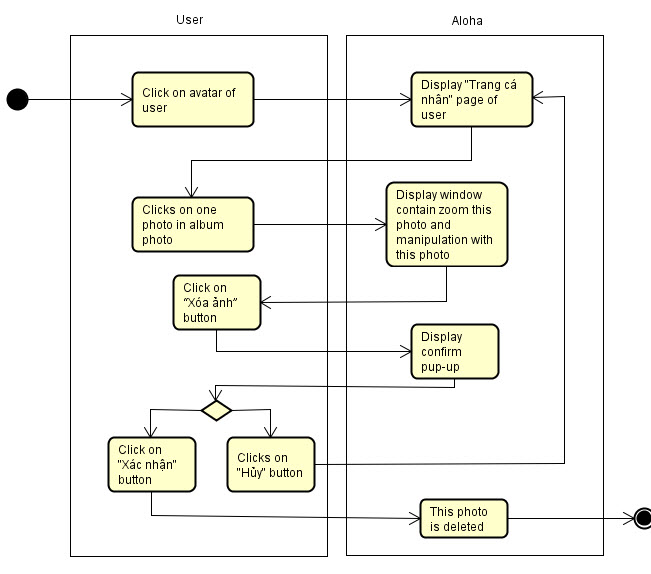 User
Aloha
Click on avatar of
user
Display "Trang cá
nhân" page of
user
Clicks on one
photo in album
photo
Display window
contain zoom this
photo and
manipulation with
this photo
Click on
"Xóa ảnh"
button
Display
confirm
pup-up
Click on
"Xác nhận"
button
Clicks on
"Hủy" button
This photo
is deleted